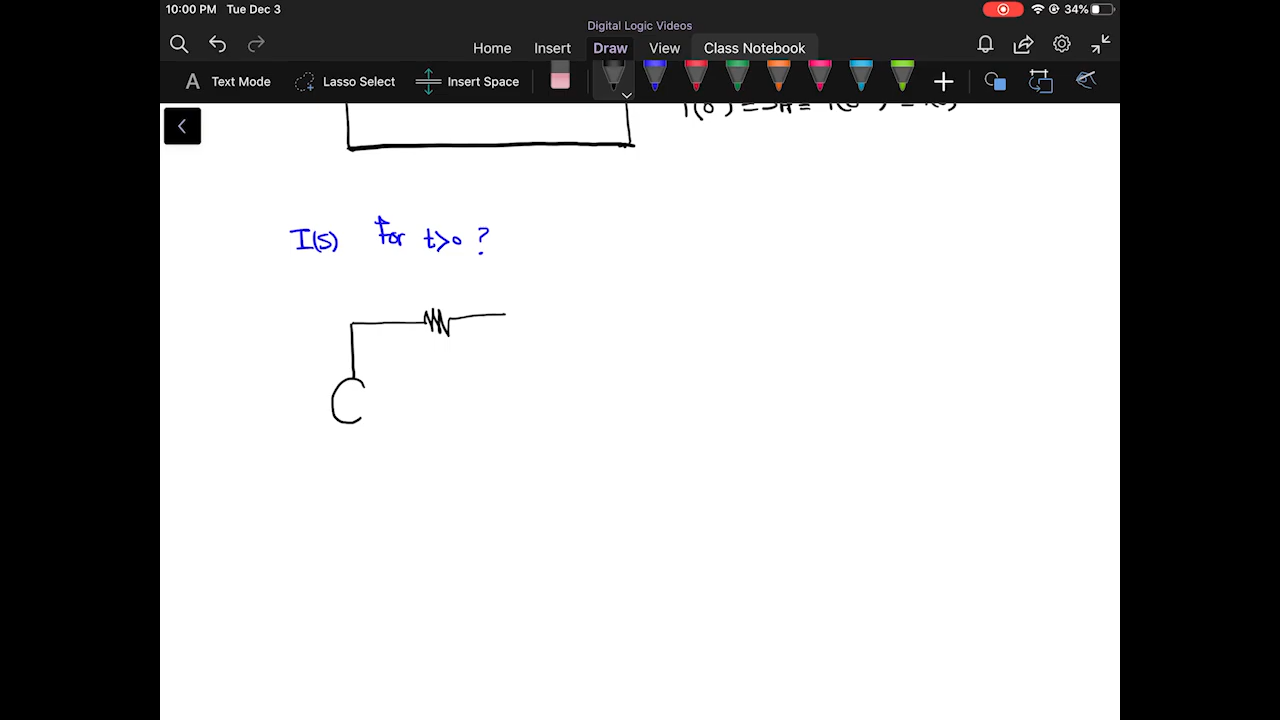 10:00 PM Tue Dec 3
34%
Digital Logic Videos
Home Insert Draw View Class Notebook
Text Mode Lasso Select Insert Space
I(s) for t>0 ?